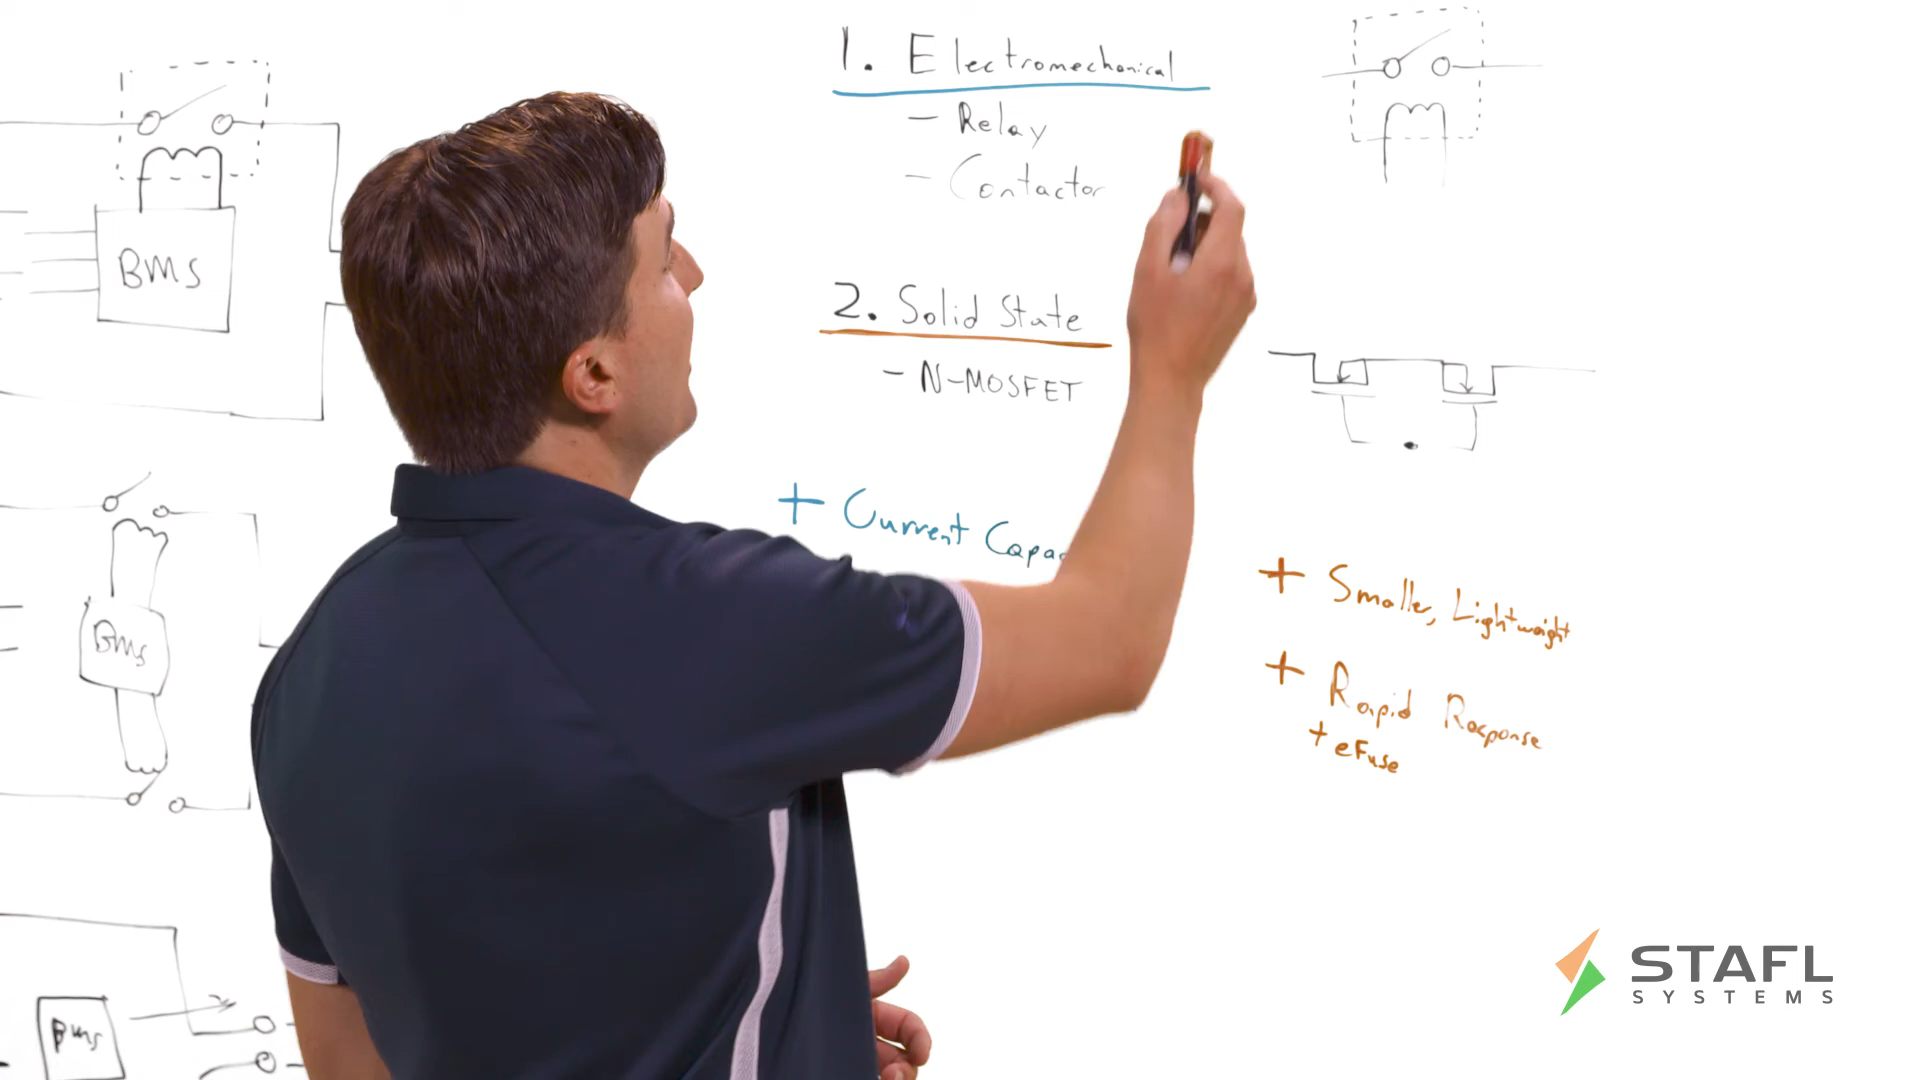 1. Electromechanical
- Relay
- Contactor
BMS
2. Solid State
- N-MOSFET
+ Current Capa
+ Smaller, Lightweight
BMS
+ Rapid Response
+ eFuse
BMS
STAFL
SYSTEMS